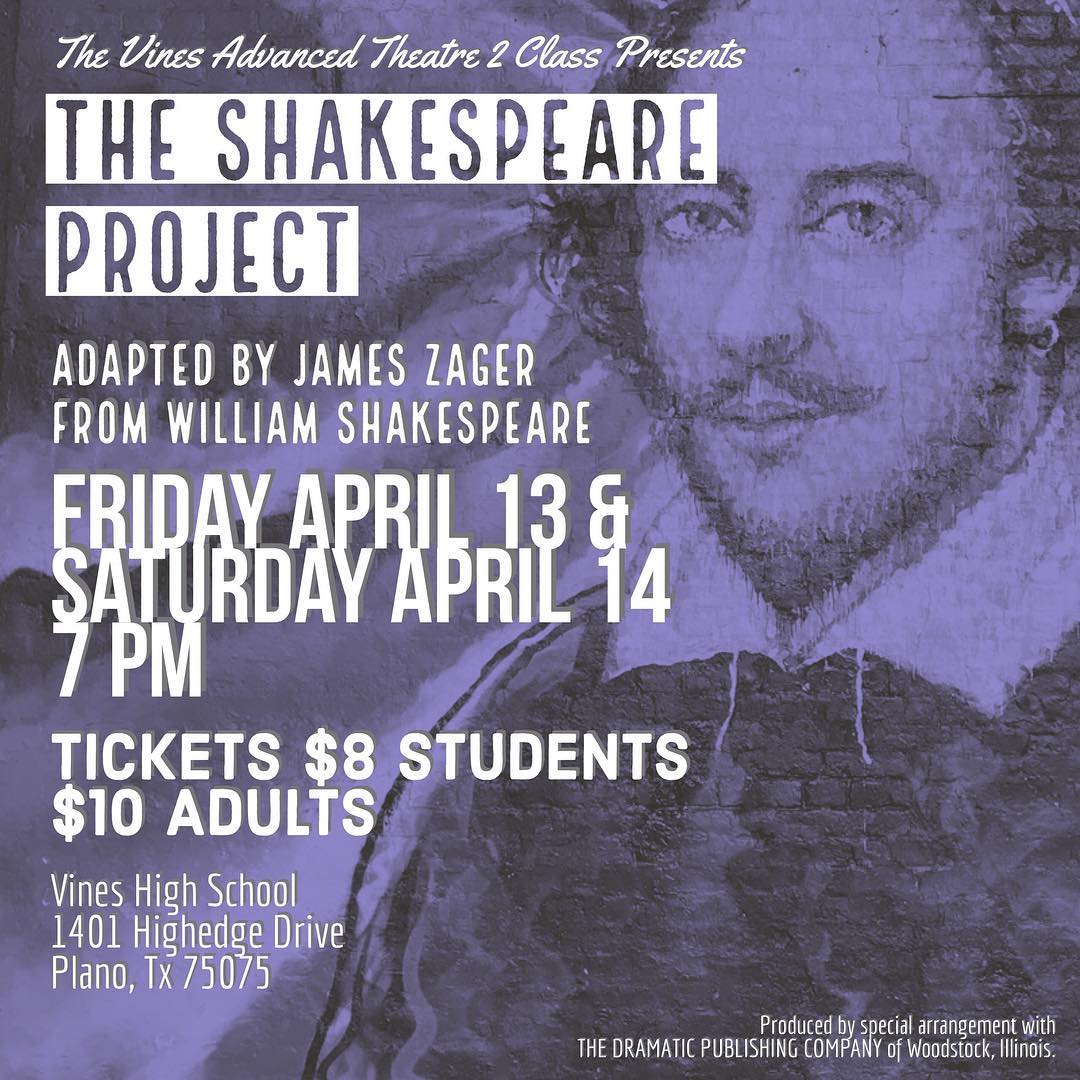 The Vines Advanced Theatre 2 Class Presents
THE SHAKESPEARE
PROJECT
ADAPTED BY JAMES ZAGER
FROM WILLIAM SHAKESPEARE
FRIDAY APRIL 13 &
SATURDAY APRIL 14
7 PM
TICKETS $8 STUDENTS
$10 ADULTS
Vines High School
1401 Highedge Drive
Plano, Tx 75075
Produced by special arrangement with
THE DRAMATIC PUBLISHING COMPANY of Woodstock, Illinois.